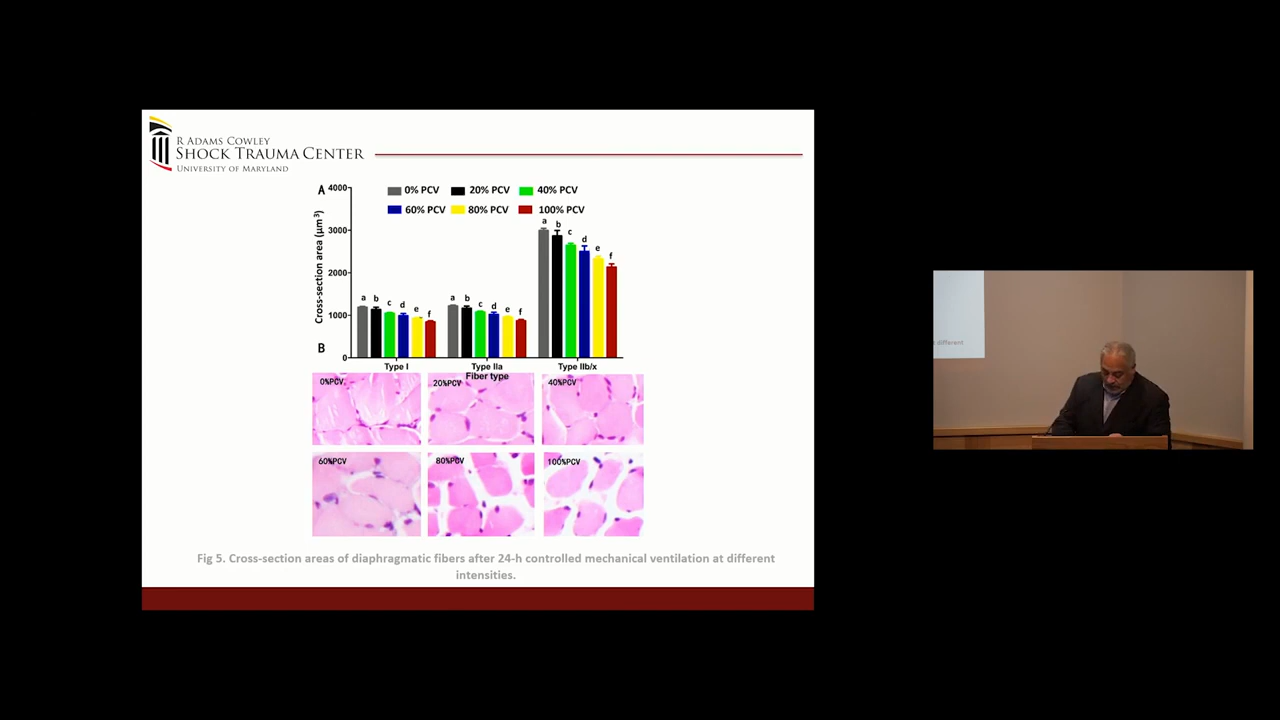 R ADAMS COWLEY
SHOCK TRAUMA CENTER
UNIVERSITY OF MARYLAND
A
4000
3000
2000
1000
0
Cross-section area (µm³)
0% PCV 20% PCV 40% PCV
60% PCV 80% PCV 100% PCV
a b c d e f
a b c d e f
a b c d e f
Type I Type IIa Type IIb/x
Fiber type
B
0%PCV 20%PCV 40%PCV
60%PCV 80%PCV 100%PCV
Fig 5. Cross-section areas of diaphragmatic fibers after 24-h controlled mechanical ventilation at different
intensities.
different